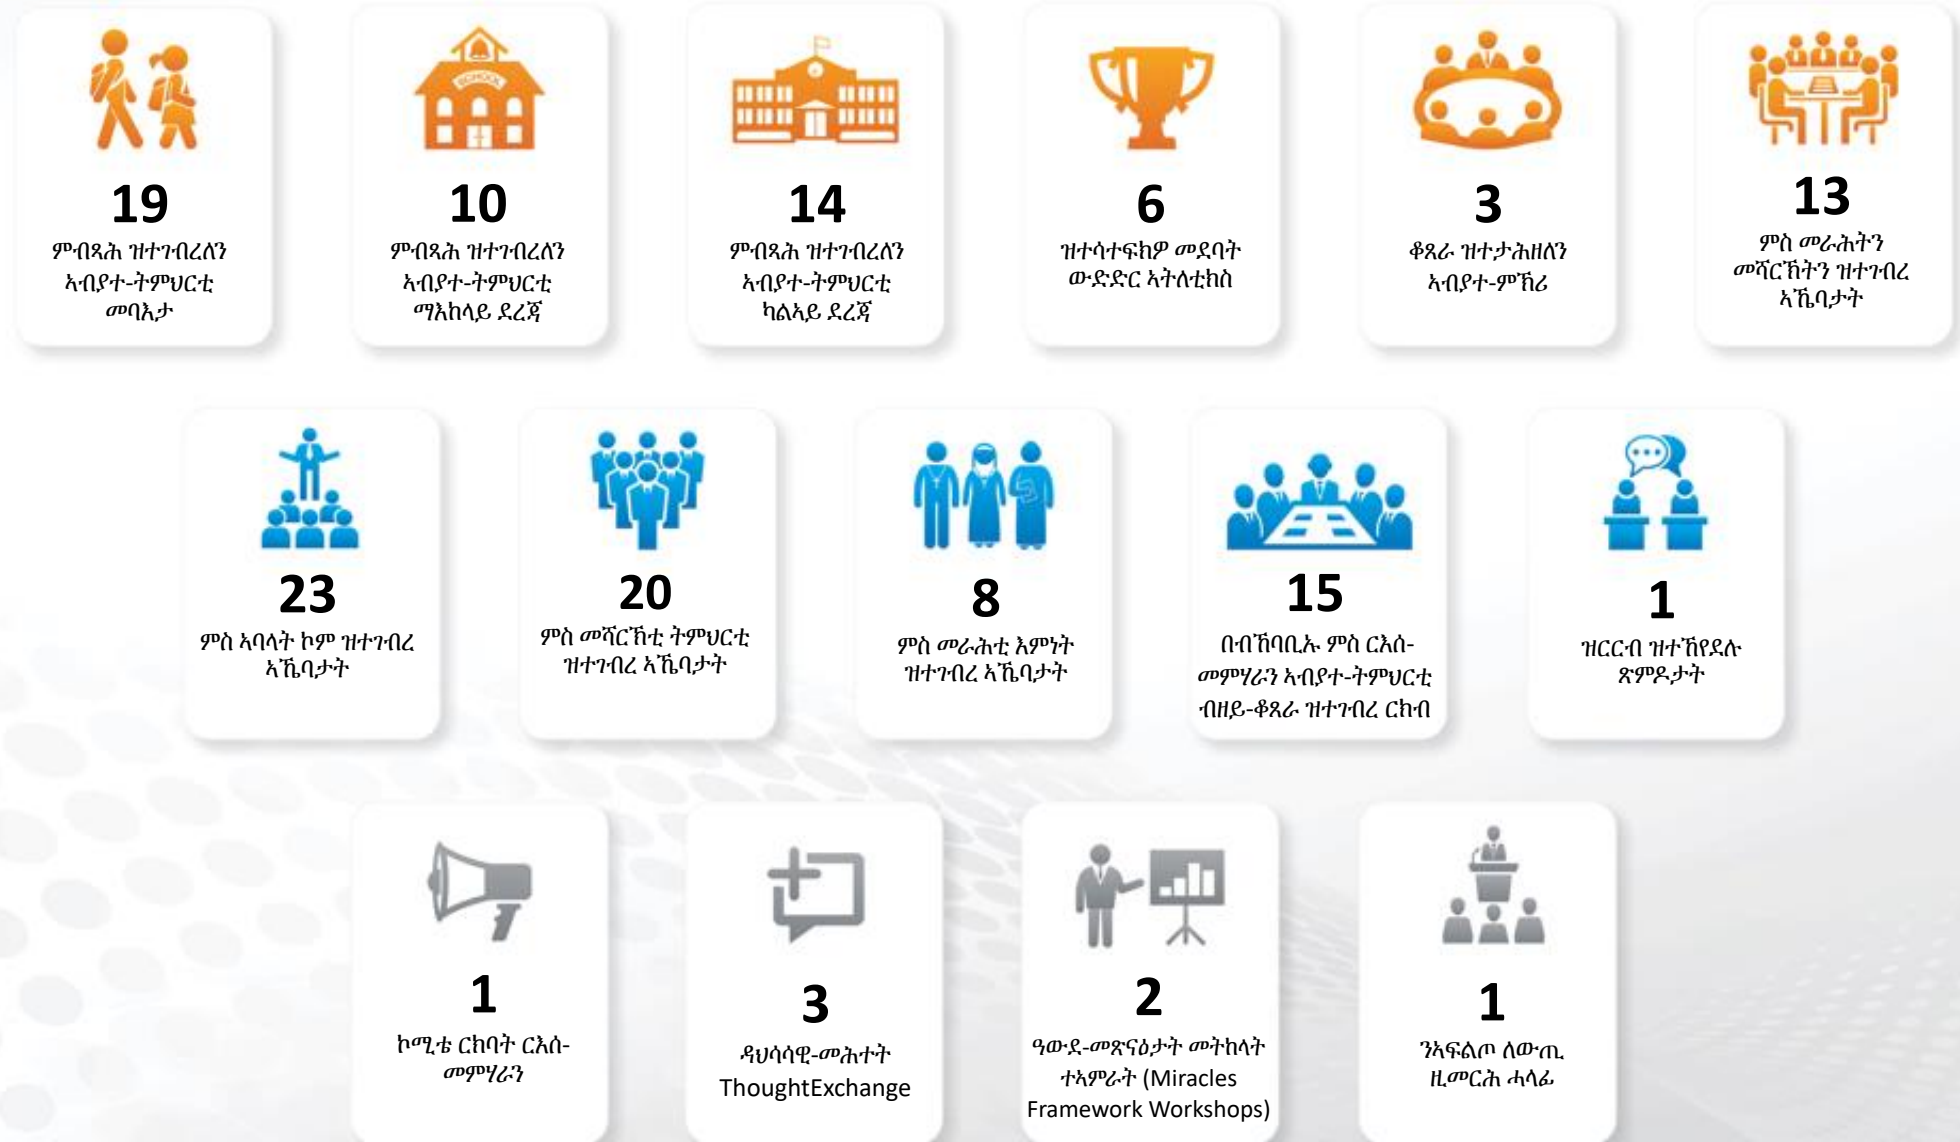 SCHOOL
19
ምብጻሕ ዝተገብረለን
ኣብያተ-ትምህርቲ
መባእታ
10
ምብጻሕ ዝተገብረለን
ኣብያተ-ትምህርቲ
ማእከላይ ደረጃ
14
ምብጻሕ ዝተገብረለን
ኣብያተ-ትምህርቲ
ካልኣይ ደረጃ
6
ዝተሳተፍክዎ መደባት
ውድድር ኣትለቲክስ
3
ቆጸራ ዝተታሕዘለን
ኣብያተ-ምኽሪ
13
ምስ መራሕትን
መሻርኽትን ዝተገብረ
ኣኼባታት
23
ምስ ኣባላት ኮም ዝተገብረ
ኣኼባታት
20
ምስ መሻርኽቲ ትምህርቲ
ዝተገብረ ኣኼባታት
8
ምስ መራሕቲ እምነት
ዝተገብረ ኣኼባታት
15
በብኸባቢኡ ምስ ርእሰ-
መምሃራን ኣብያተ-ትምህርቲ
ብዘይ-ቆጸራ ዝተገብረ ርክብ
1
ዝርርብ ዝተኸየደሉ
ጽምዶታት
1
ኮሚቴ ርክባት ርእሰ-
መምሃራን
3
ዳህሳሳዊ-መሕተት
ThoughtExchange
2
ዓውደ-መጽናዕታት መትከላት
ተኣምራት (Miracles
Framework Workshops)
1
ንኣፍልጦ ለውጢ
ዚመርሕ ሓላፊ